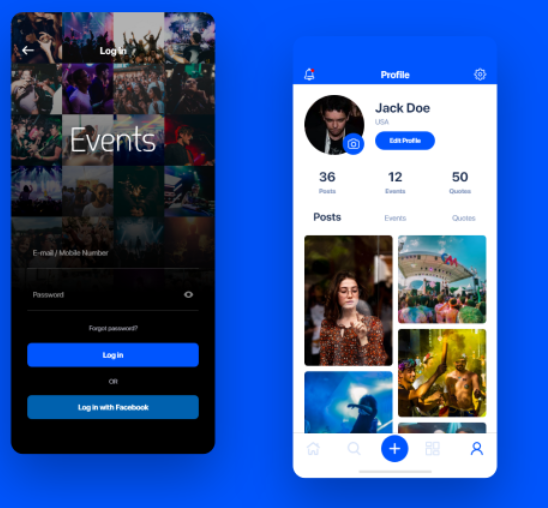 Log in
Events
E-mail / Mobile Number
Password
Forgot password?
Log in
OR
Log in with Facebook
Profile
Jack Doe
USA
Edit Profile
36 12 50
Posts Events Quotes
Posts Events Quotes